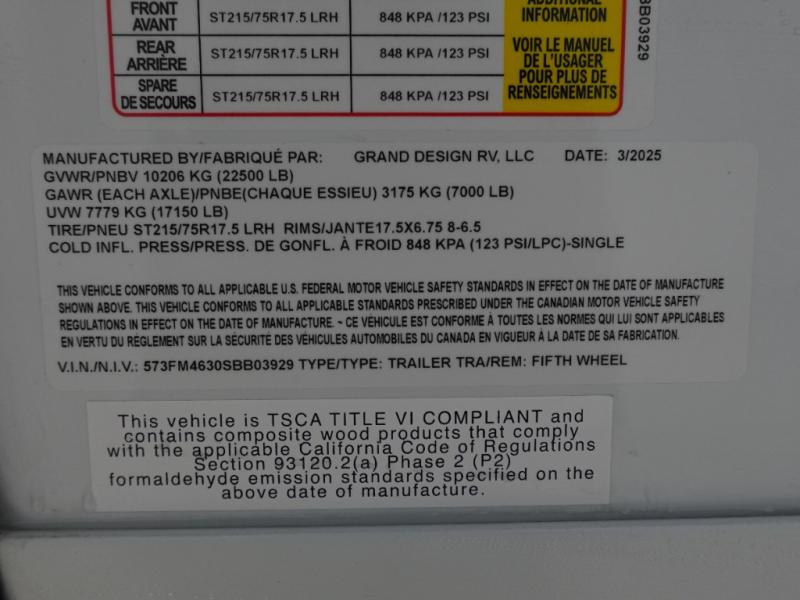 FRONT
AVANT
ST215/75R17.5 LRH
848 KPA /123 PSI
REAR
ARRIÈRE
ST215/75R17.5 LRH
848 KPA /123 PSI
SPARE
DE SECOURS
ST215/75R17.5 LRH
848 KPA /123 PSI
ADDITIONAL
INFORMATION
VOIR LE MANUEL
DE L'USAGER
POUR PLUS DE
RENSEIGNEMENTS
BB03929
MANUFACTURED BY/FABRIQUÉ PAR: GRAND DESIGN RV, LLC DATE: 3/2025
GVWR/PNBV 10206 KG (22500 LB)
GAWR (EACH AXLE)/PNBE(CHAQUE ESSIEU) 3175 KG (7000 LB)
UVW 7779 KG (17150 LB)
TIRE/PNEU ST215/75R17.5 LRH RIMS/JANTE17.5X6.75 8-6.5
COLD INFL. PRESS/PRESS. DE GONFL. À FROID 848 KPA (123 PSI/LPC)-SINGLE
THIS VEHICLE CONFORMS TO ALL APPLICABLE U.S. FEDERAL MOTOR VEHICLE SAFETY STANDARDS IN EFFECT ON THE DATE OF MANUFACTURE
SHOWN ABOVE. THIS VEHICLE CONFORMS TO ALL APPLICABLE STANDARDS PRESCRIBED UNDER THE CANADIAN MOTOR VEHICLE SAFETY
REGULATIONS IN EFFECT ON THE DATE OF MANUFACTURE. ~ CE VÉHICULE EST CONFORME À TOUTES LES NORMES QUI LUI SONT APPLICABLES
EN VERTU DU RÈGLEMENT SUR LA SÉCURITÉ DES VÉHICULES AUTOMOBILES DU CANADA EN VIGUEUR À LA DATE DE SA FABRICATION.
V.I.N./N.I.V.: 573FM4630SBB03929 TYPE/TYPE: TRAILER TRA/REM: FIFTH WHEEL
This vehicle is TSCA TITLE VI COMPLIANT and
contains composite wood products that comply
with the applicable California Code of Regulations
Section 93120.2(a) Phase 2 (P2)
formaldehyde emission standards specified on the
above date of manufacture.